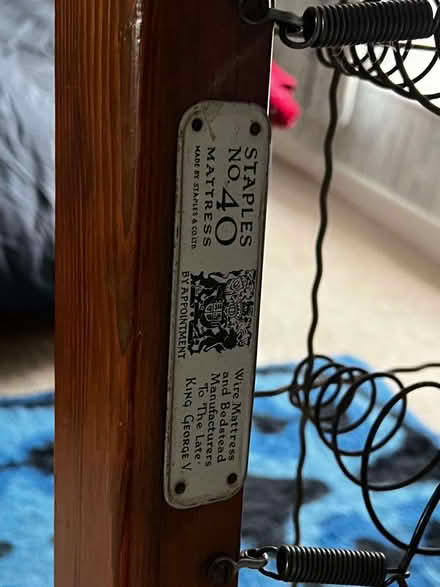 STAPLES
NO. 40
MATTRESS
MADE BY STAPLES & CO. LTD.
BY APPOINTMENT
Wire Mattress
and Bedstead
Manufacturers
To The Late
KING GEORGE V.